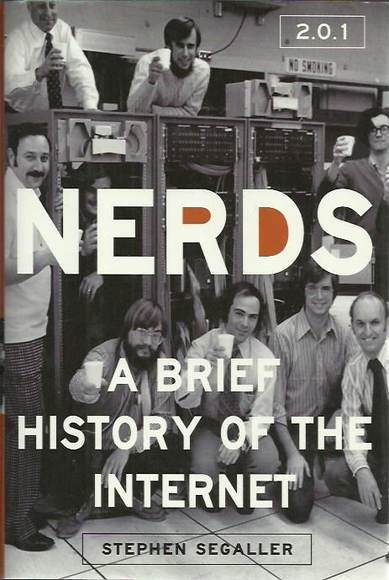 2.0.1
NO SMOKING
NERDS
A BRIEF
HISTORY OF THE
INTERNET
STEPHEN SEGALLER